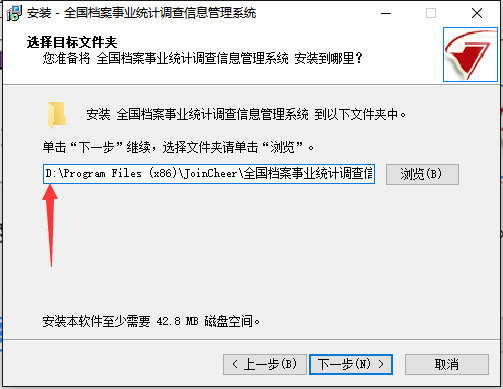 安装 - 全国档案事业统计调查信息管理系统
选择目标文件夹
您准备将 全国档案事业统计调查信息管理系统 安装到哪里？
安装 全国档案事业统计调查信息管理系统 到以下文件夹中。
单击“下一步”继续，选择文件夹请单击“浏览”。
D:\Program Files (x86)\JoinCheer\全国档案事业统计调查信
浏览(B)
安装本软件至少需要 42.8 MB 磁盘空间。
< 上一步(B)
下一步(N) >
取消